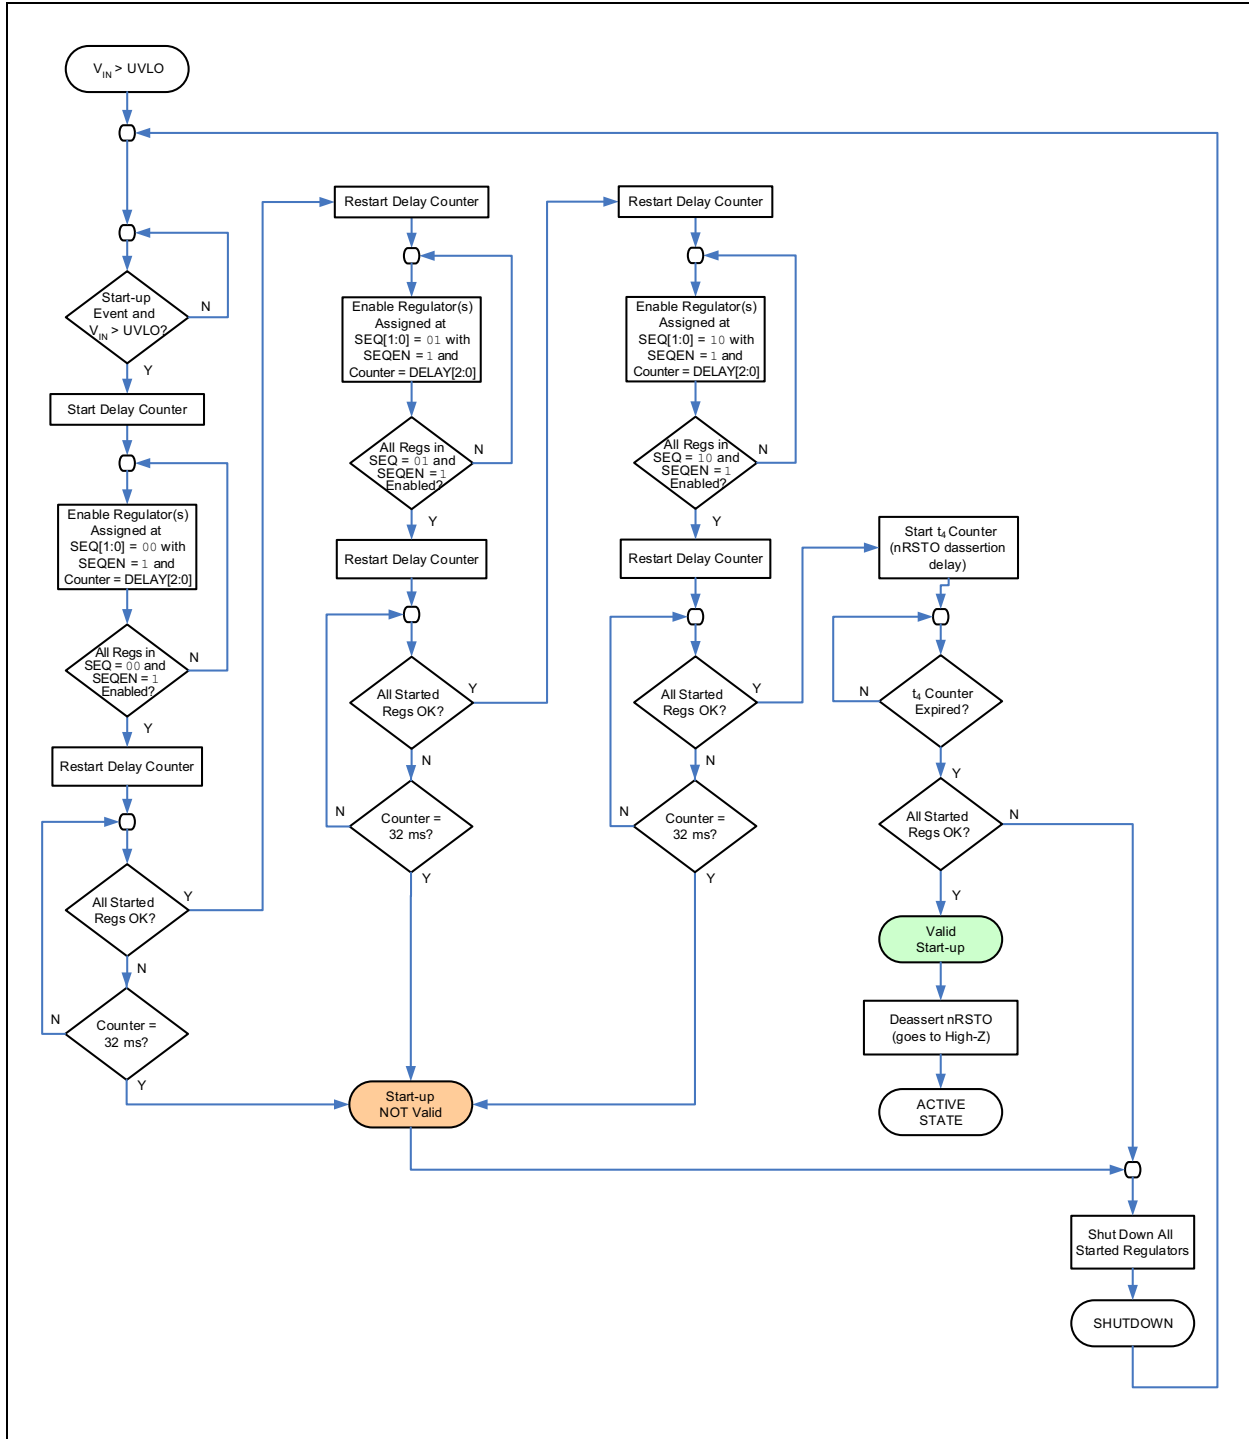 V_IN > UVLO
Start-up
Event and
V_IN > UVLO?
N
Y
Start Delay Counter
Enable Regulator(s)
Assigned at
SEQ[1:0] = 00 with
SEQEN = 1 and
Counter = DELAY[2:0]
All Regs in
SEQ = 00 and
SEQEN = 1
Enabled?
N
Y
Restart Delay Counter
All Started
Regs OK?
Y
N
Counter =
32 ms?
N
Y
Restart Delay Counter
Enable Regulator(s)
Assigned at
SEQ[1:0] = 01 with
SEQEN = 1 and
Counter = DELAY[2:0]
All Regs in
SEQ = 01 and
SEQEN = 1
Enabled?
N
Y
Restart Delay Counter
All Started
Regs OK?
Y
N
Counter =
32 ms?
N
Y
Start-up
NOT Valid
Restart Delay Counter
Enable Regulator(s)
Assigned at
SEQ[1:0] = 10 with
SEQEN = 1 and
Counter = DELAY[2:0]
All Regs in
SEQ = 10 and
SEQEN = 1
Enabled?
N
Y
Restart Delay Counter
All Started
Regs OK?
Y
N
Counter =
32 ms?
N
Y
Start t₄ Counter
(nRSTO dassertion
delay)
t₄ Counter
Expired?
N
Y
All Started
Regs OK?
N
Y
Valid
Start-up
Deassert nRSTO
(goes to High-Z)
ACTIVE
STATE
Shut Down All
Started Regulators
SHUTDOWN